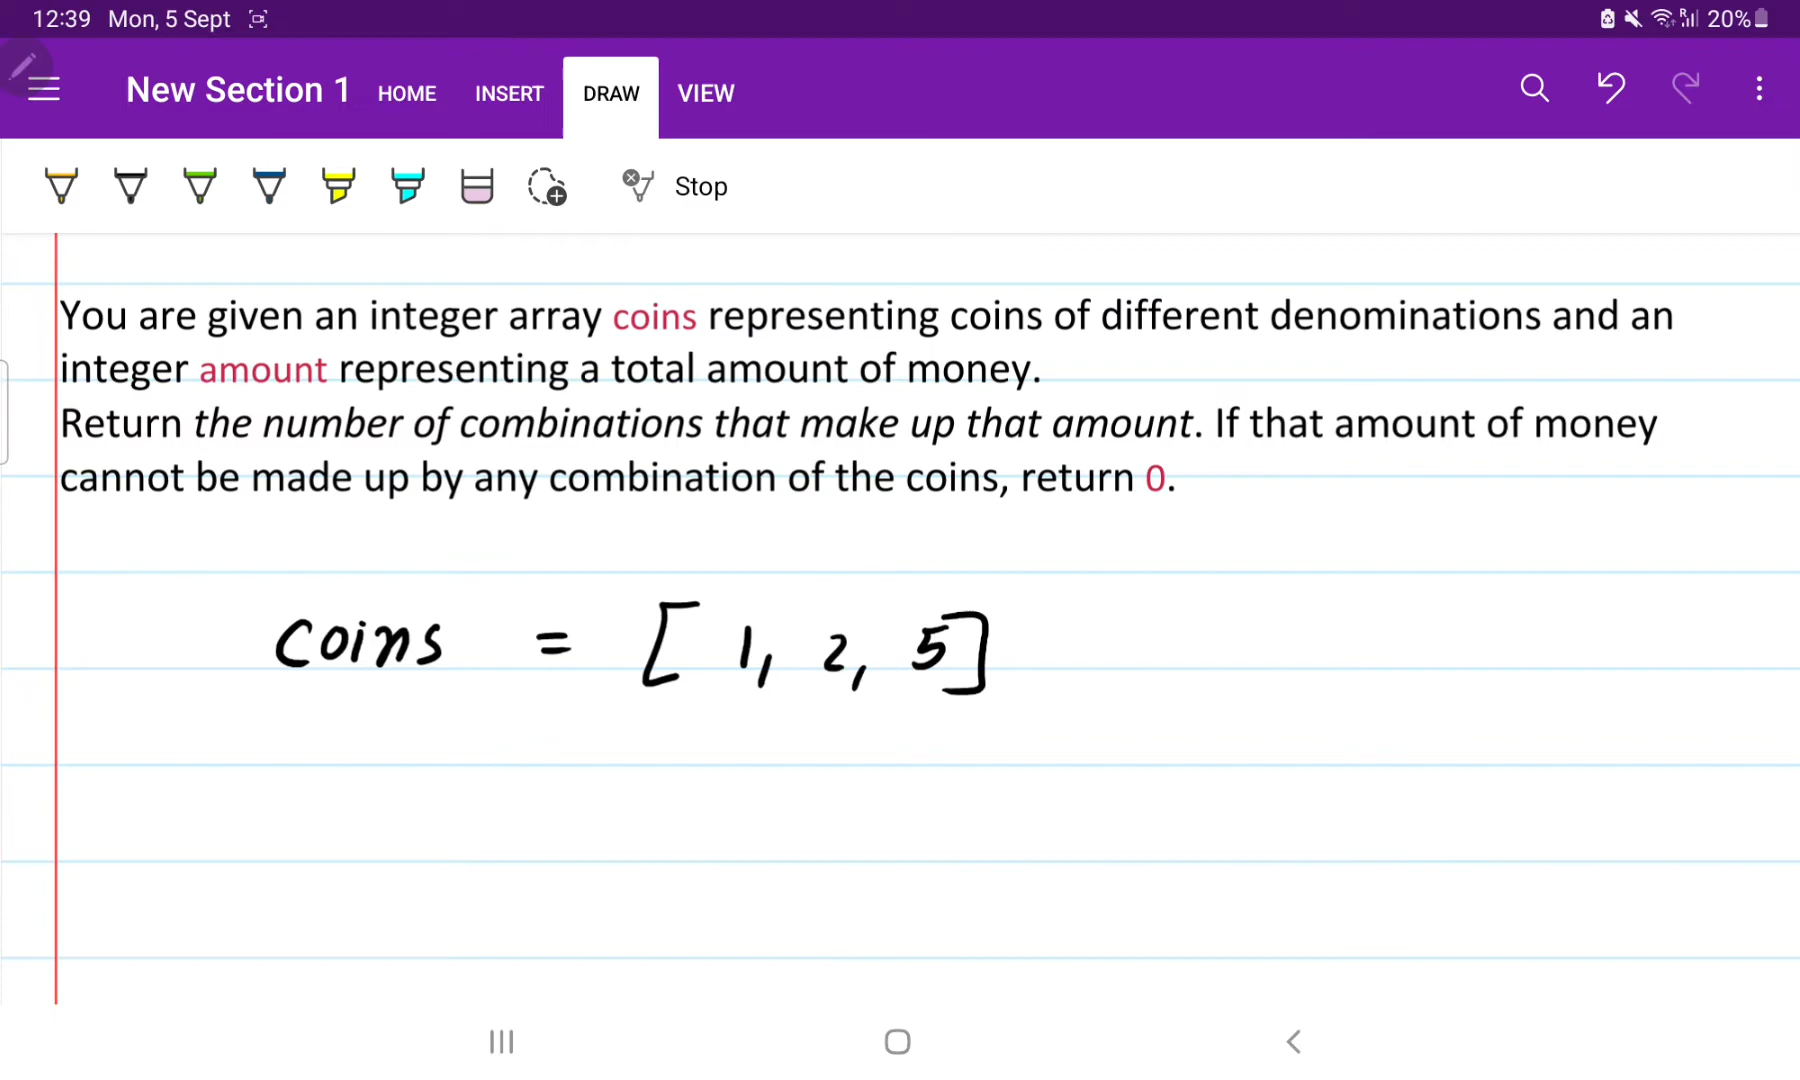 12:39 Mon, 5 Sept R 20%
New Section 1 HOME INSERT DRAW VIEW
Stop
You are given an integer array coins representing coins of different denominations and an
integer amount representing a total amount of money.
Return the number of combinations that make up that amount. If that amount of money
cannot be made up by any combination of the coins, return 0.
Coins = [ 1, 2, 5]